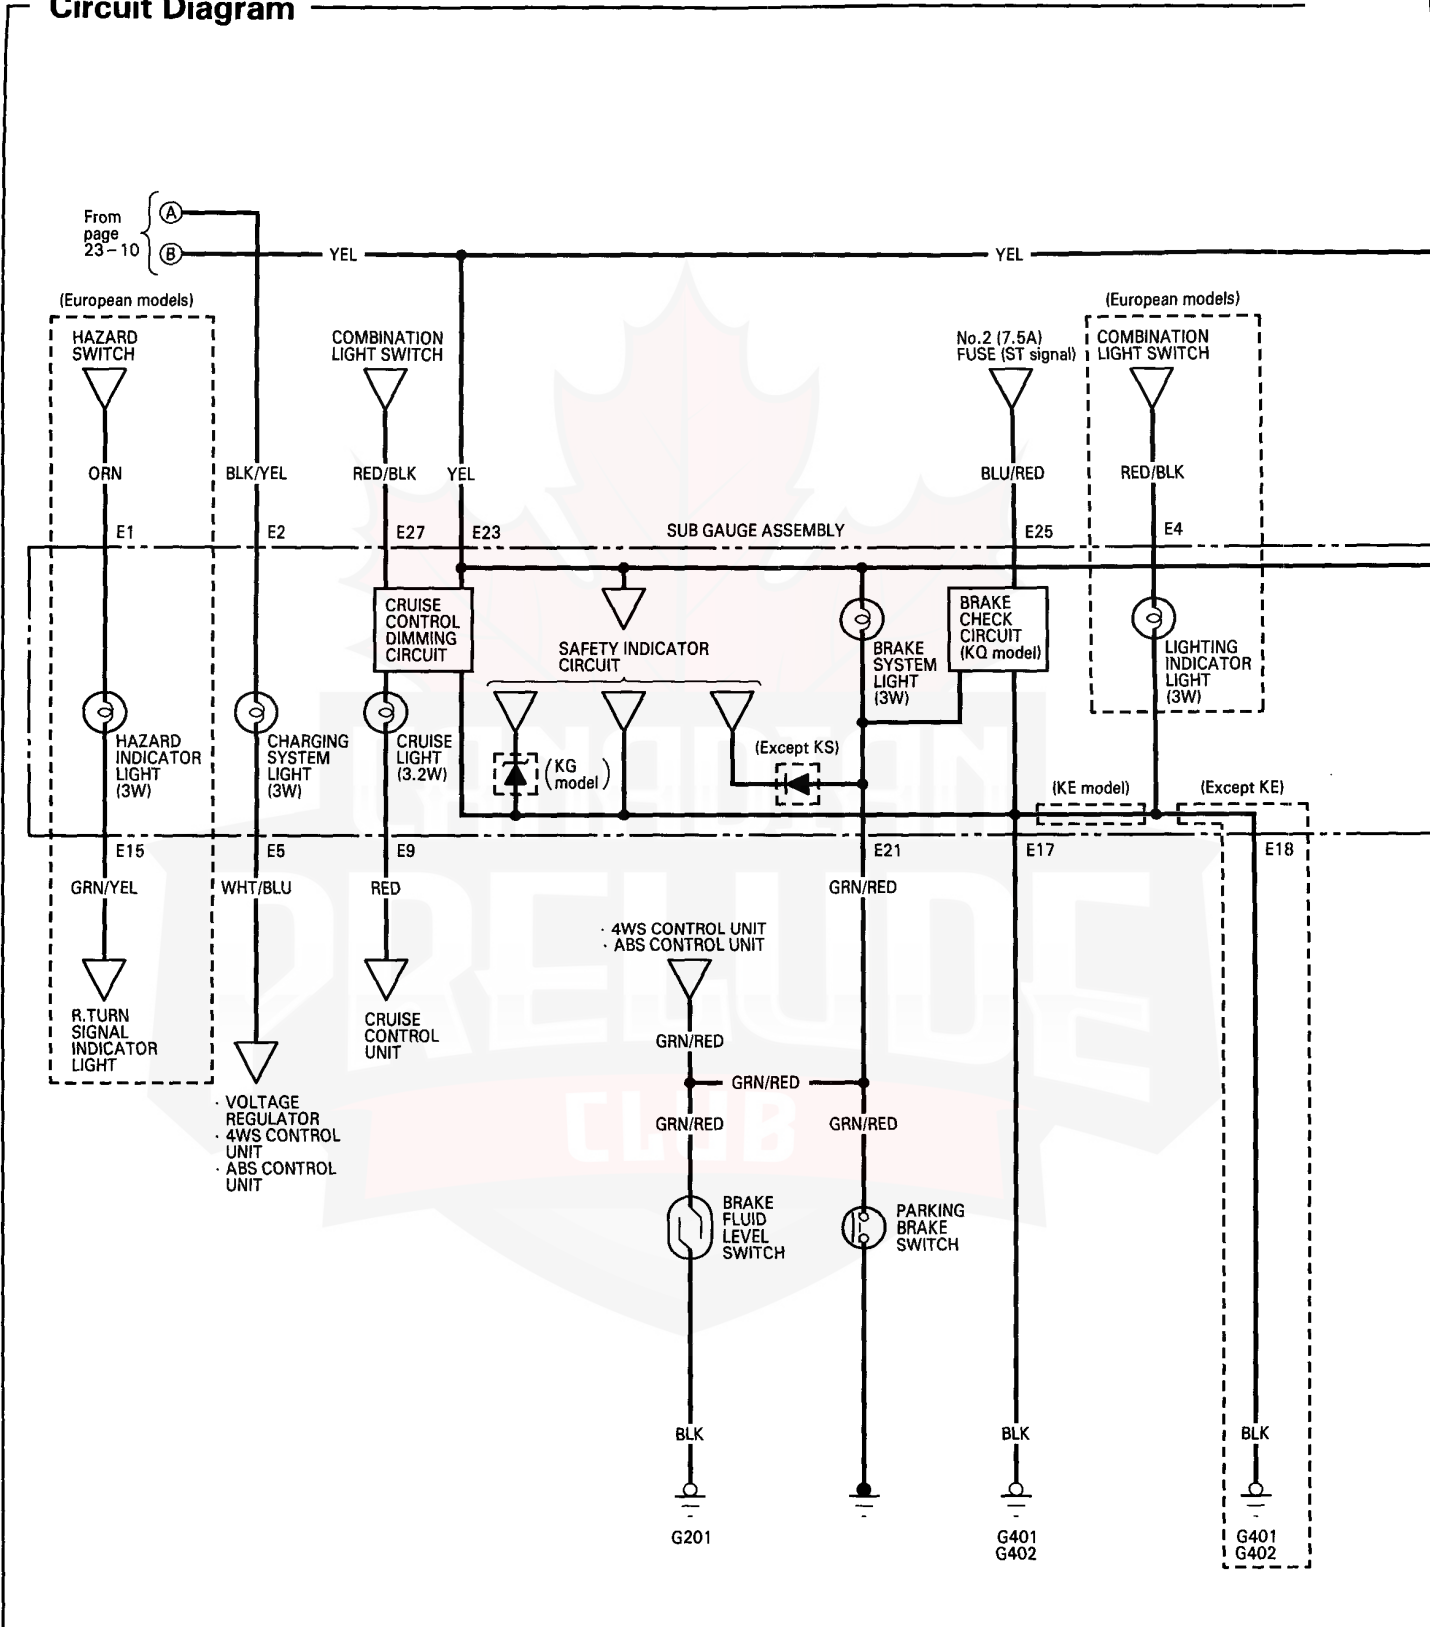 Circuit Diagram
From
page
23–10
A
B
YEL
YEL
(European models)
HAZARD
SWITCH
COMBINATION
LIGHT SWITCH
No.2 (7.5A)
FUSE (ST signal)
(European models)
COMBINATION
LIGHT SWITCH
ORN
BLK/YEL
RED/BLK
YEL
BLU/RED
RED/BLK
E1
E2
E27
E23
SUB GAUGE ASSEMBLY
E25
E4
CRUISE
CONTROL
DIMMING
CIRCUIT
SAFETY INDICATOR
CIRCUIT
BRAKE
SYSTEM
LIGHT
(3W)
BRAKE
CHECK
CIRCUIT
(KQ model)
LIGHTING
INDICATOR
LIGHT
(3W)
HAZARD
INDICATOR
LIGHT
(3W)
CHARGING
SYSTEM
LIGHT
(3W)
CRUISE
LIGHT
(3.2W)
(KG
model)
(Except KS)
(KE model)
(Except KE)
E15
E5
E9
E21
E17
E18
GRN/YEL
WHT/BLU
RED
GRN/RED
· 4WS CONTROL UNIT
· ABS CONTROL UNIT
R.TURN
SIGNAL
INDICATOR
LIGHT
CRUISE
CONTROL
UNIT
GRN/RED
GRN/RED
GRN/RED
GRN/RED
· VOLTAGE
REGULATOR
· 4WS CONTROL
UNIT
· ABS CONTROL
UNIT
BRAKE
FLUID
LEVEL
SWITCH
PARKING
BRAKE
SWITCH
BLK
BLK
BLK
G201
G401
G402
G401
G402
CANADIAN
PRELUDE
CLUB